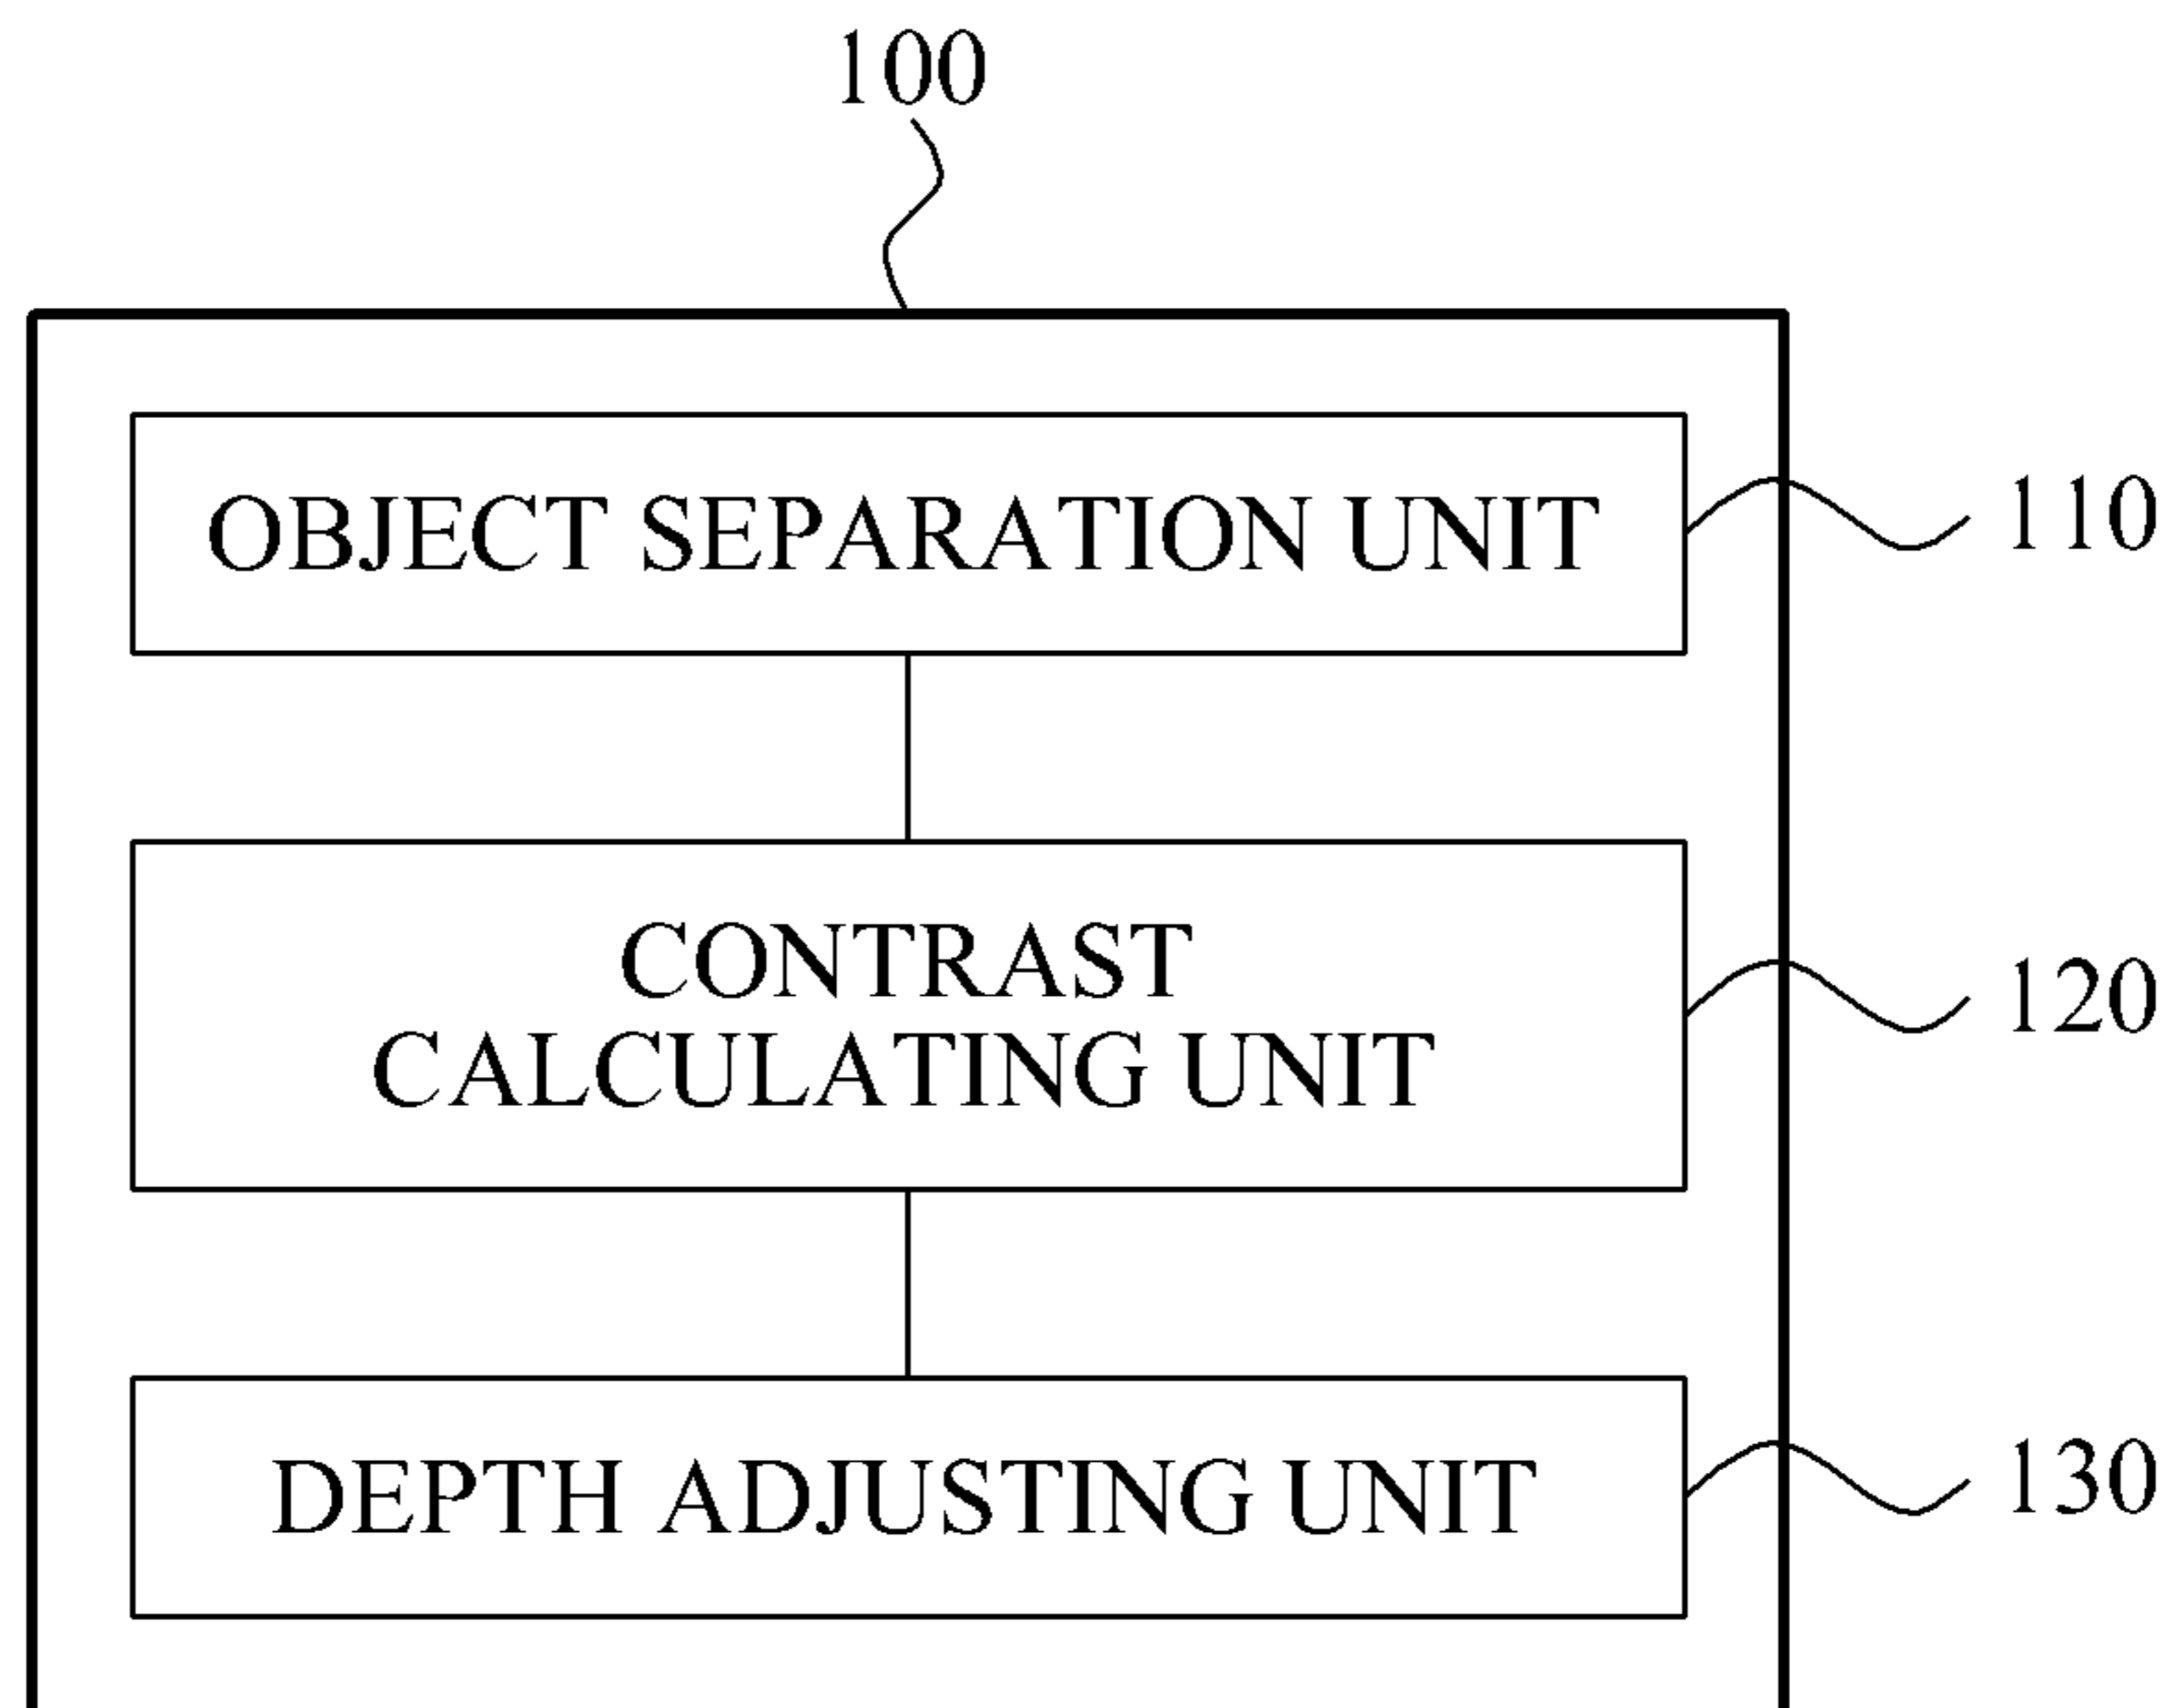 100
OBJECT SEPARATION UNIT
110
CONTRAST
CALCULATING UNIT
120
DEPTH ADJUSTING UNIT
130